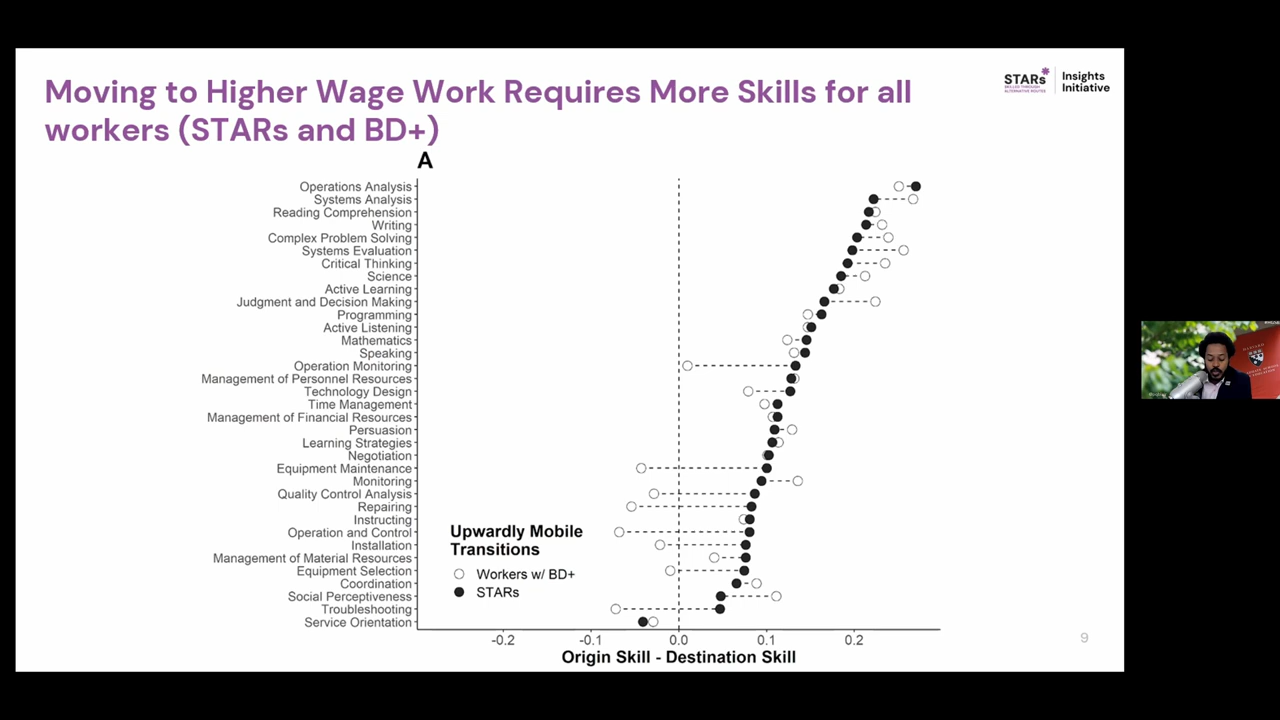 Moving to Higher Wage Work Requires More Skills for all
workers (STARs and BD+)
STARs
SKILLED THROUGH
ALTERNATIVE ROUTES
Insights
Initiative
A
Operations Analysis
Systems Analysis
Reading Comprehension
Writing
Complex Problem Solving
Systems Evaluation
Critical Thinking
Science
Active Learning
Judgment and Decision Making
Programming
Active Listening
Mathematics
Speaking
Operation Monitoring
Management of Personnel Resources
Technology Design
Time Management
Management of Financial Resources
Persuasion
Learning Strategies
Negotiation
Equipment Maintenance
Monitoring
Quality Control Analysis
Repairing
Instructing
Operation and Control
Installation
Management of Material Resources
Equipment Selection
Coordination
Social Perceptiveness
Troubleshooting
Service Orientation
Upwardly Mobile
Transitions
Workers w/ BD+
STARs
-0.2 -0.1 0.0 0.1 0.2
Origin Skill - Destination Skill
9